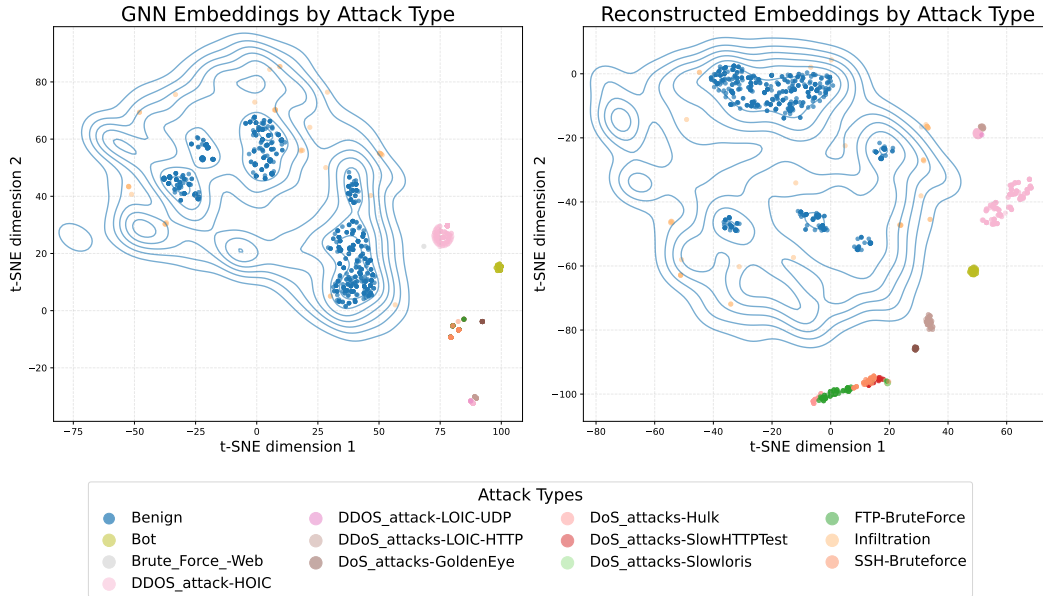 GNN Embeddings by Attack Type
t-SNE dimension 2
80
60
40
20
0
−20
−75
−50
−25
0
25
50
75
100
t-SNE dimension 1
Reconstructed Embeddings by Attack Type
t-SNE dimension 2
0
−20
−40
−60
−80
−100
−80
−60
−40
−20
0
20
40
60
t-SNE dimension 1
Attack Types
Benign
Bot
Brute_Force_-Web
DDOS_attack-HOIC
DDOS_attack-LOIC-UDP
DDoS_attacks-LOIC-HTTP
DoS_attacks-GoldenEye
DoS_attacks-Hulk
DoS_attacks-SlowHTTPTest
DoS_attacks-Slowloris
FTP-BruteForce
Infiltration
SSH-Bruteforce